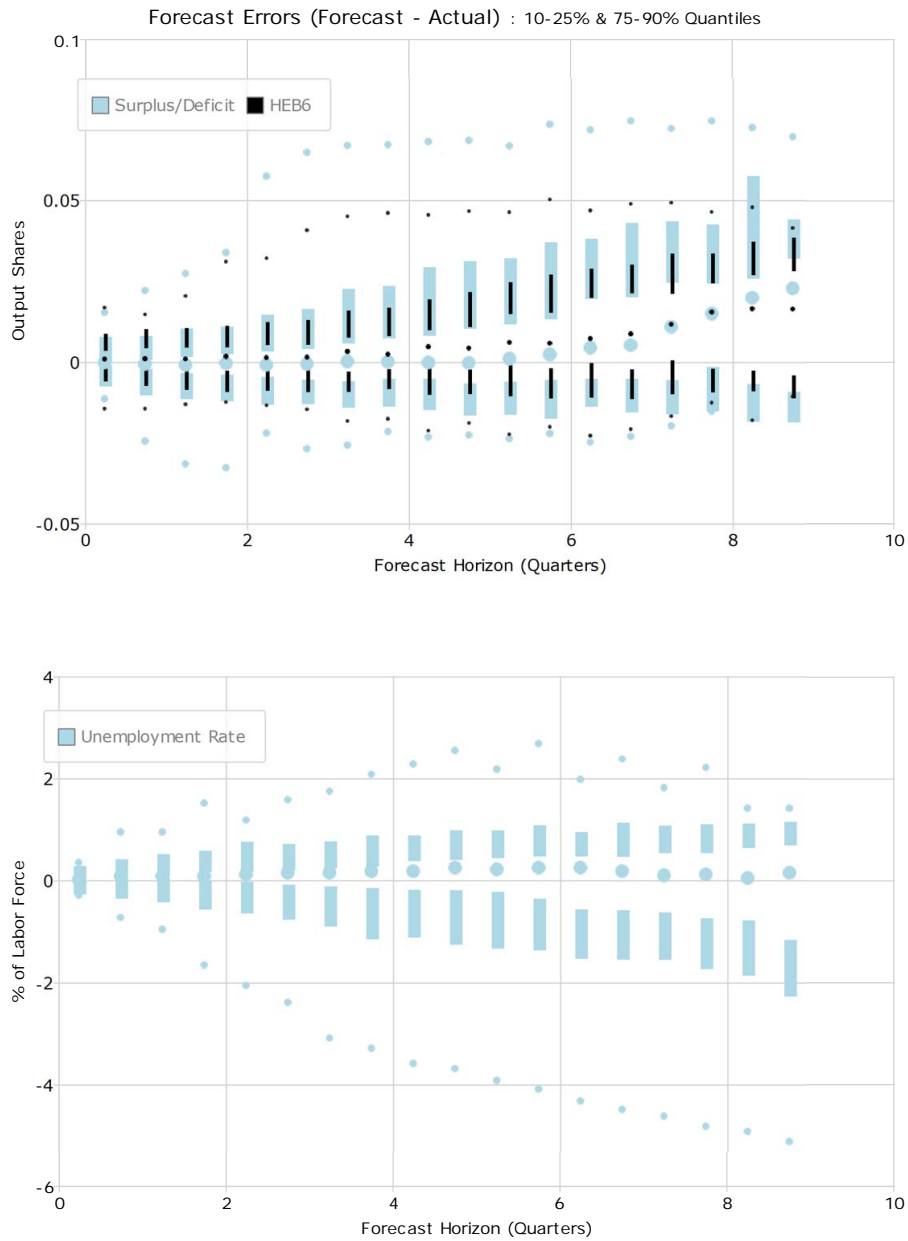 Forecast Errors (Forecast - Actual) : 10-25% & 75-90% Quantiles
0.1
Surplus/Deficit HEB6
0.05
Output Shares
0
-0.05
0 2 4 6 8 10
Forecast Horizon (Quarters)
4
Unemployment Rate
2
0
% of Labor Force
-2
-4
-6
0 2 4 6 8 10
Forecast Horizon (Quarters)